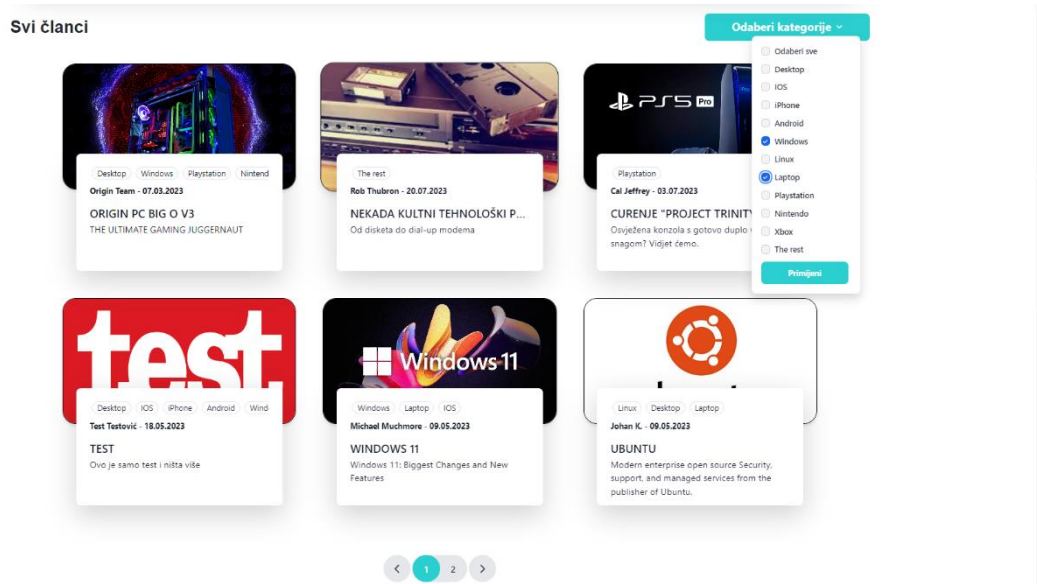 Svi članci
Odaberi kategorije
Odaberi sve
Desktop
IOS
iPhone
Android
Windows
Linux
Laptop
Playstation
Nintendo
Xbox
The rest
Primijeni
Desktop Windows Playstation Nintend
Origin Team - 07.03.2023
ORIGIN PC BIG O V3
THE ULTIMATE GAMING JUGGERNAUT
The rest
Rob Thubron - 20.07.2023
NEKADA KULTNI TEHNOLOŠKI P...
Od disketa do dial-up modema
PS5 Pro
Playstation
Cal Jeffrey - 03.07.2023
CURENJE "PROJECT TRINITY
Osvježena konzola s gotovo duplo
snagom? Vidjet ćemo.
test
Desktop IOS iPhone Android Wind
Test Testović - 18.05.2023
TEST
Ovo je samo test i ništa više
Windows 11
Windows Laptop IOS
Michael Muchmore - 09.05.2023
WINDOWS 11
Windows 11: Biggest Changes and New
Features
Linux Desktop Laptop
Johan K. - 09.05.2023
UBUNTU
Modern enterprise open source Security,
support, and managed services from the
publisher of Ubuntu.
1 2